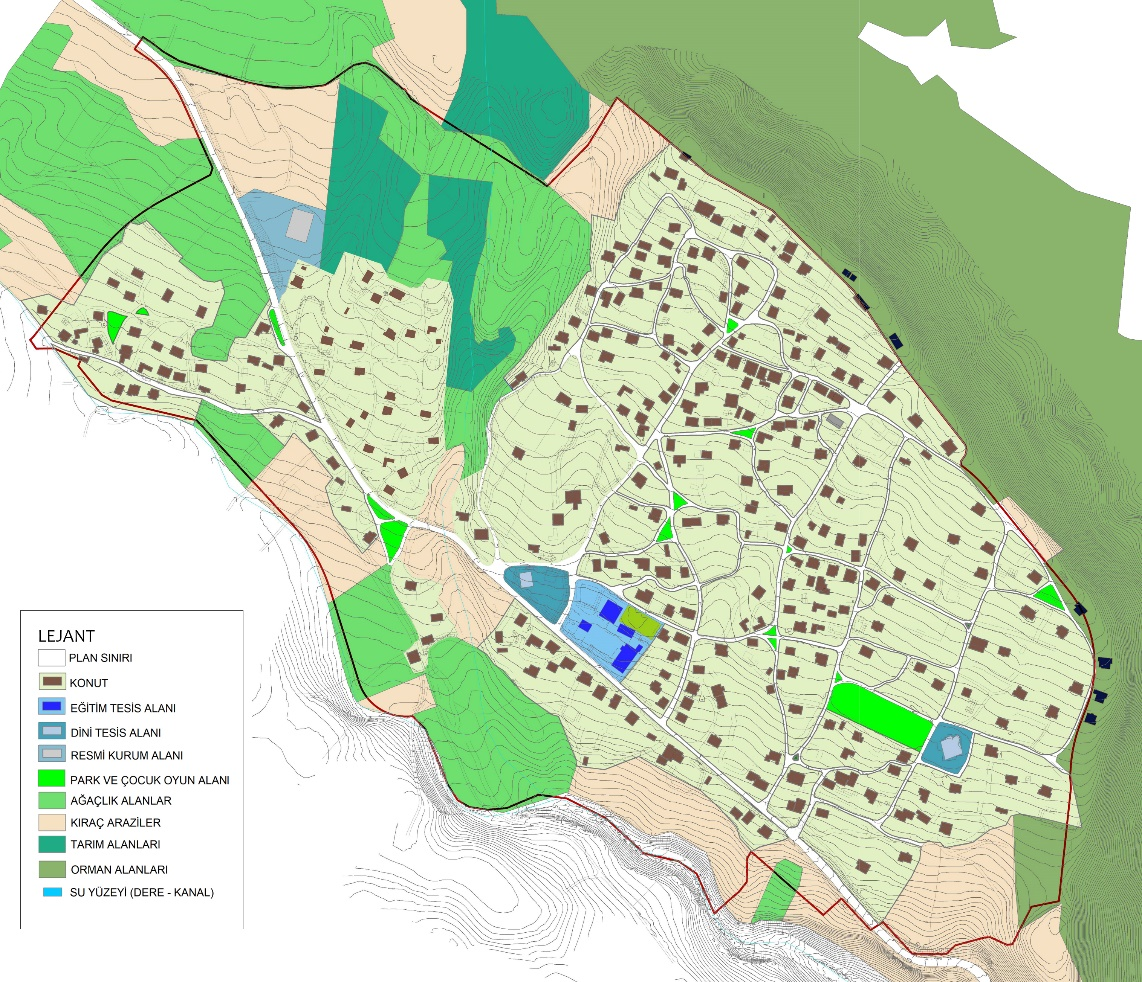 LEJANT
PLAN SINIRI
KONUT
EĞİTİM TESİS ALANI
DİNİ TESİS ALANI
RESMİ KURUM ALANI
PARK VE ÇOCUK OYUN ALANI
AĞAÇLIK ALANLAR
KIRAÇ ARAZİLER
TARIM ALANLARI
ORMAN ALANLARI
SU YÜZEYİ (DERE - KANAL)